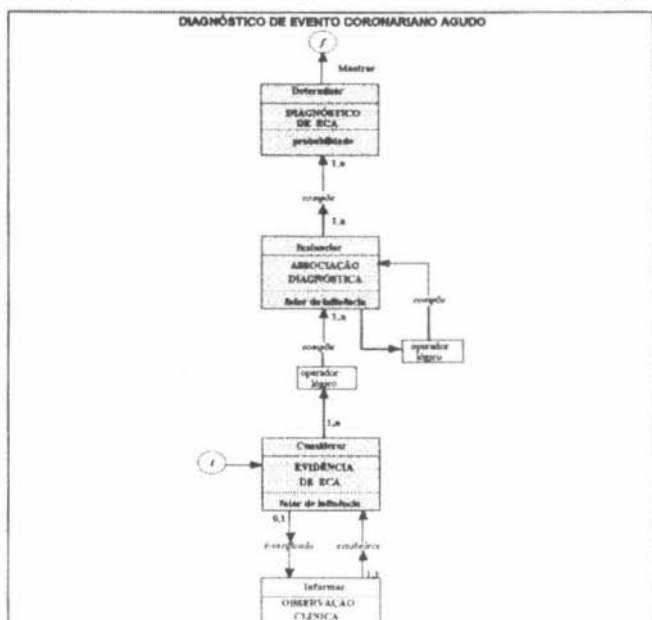 DIAGNÓSTICO DE EVENTO CORONARIANO AGUDO
f
Mostrar
Determinar
DIAGNÓSTICO
DE ECA
probabilidade
1,n
compõe
1,n
ASSOCIAÇÃO
DIAGNÓSTICA
fator de influência
1,n
compõe
operador
lógico
compõe
operador
lógico
1,n
Considerar
i
EVIDÊNCIA
DE ECA
fator de influência
0,1
estabelece
1,1
Informar
OBSERVAÇÃO
CLÍNICA